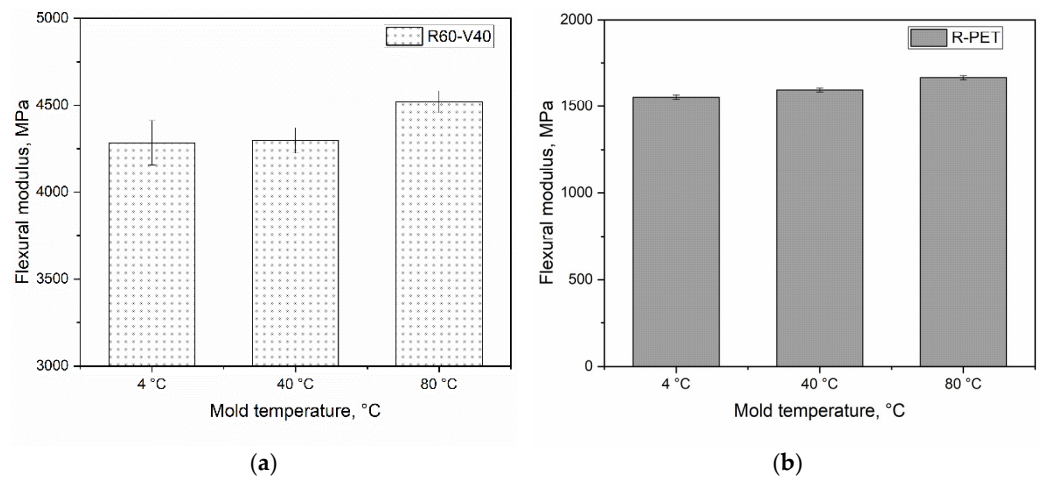 5000
4500
4000
3500
3000
Flexural modulus, MPa
R60-V40
4 °C
40 °C
80 °C
Mold temperature, °C
(a)
2000
1500
1000
500
0
Flexural modulus, MPa
R-PET
4 °C
40 °C
80 °C
Mold temperature, °C
(b)